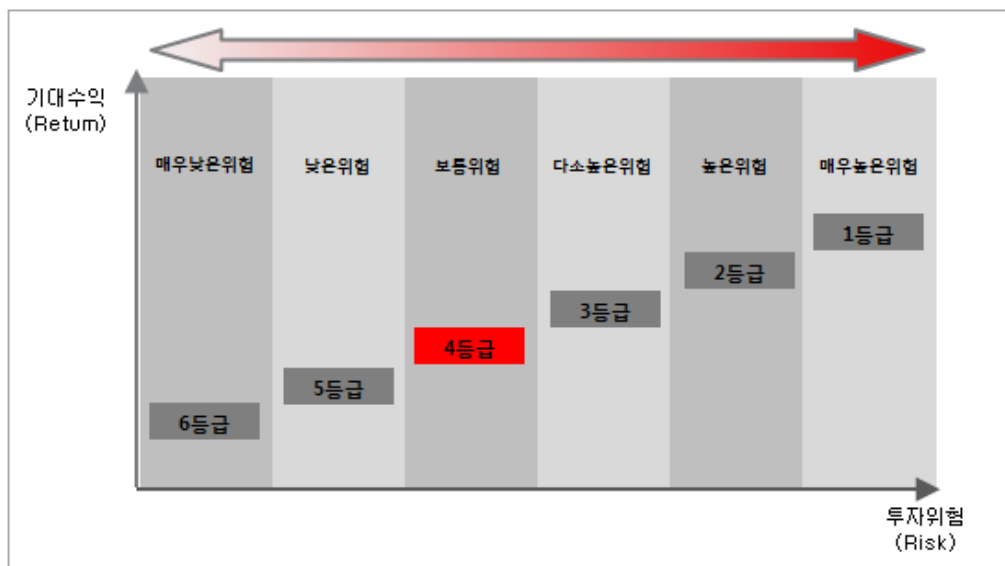 기대수익
(Return)
매우낮은위험
낮은위험
보통위험
다소높은위험
높은위험
매우높은위험
1등급
2등급
3등급
4등급
5등급
6등급
투자위험
(Risk)